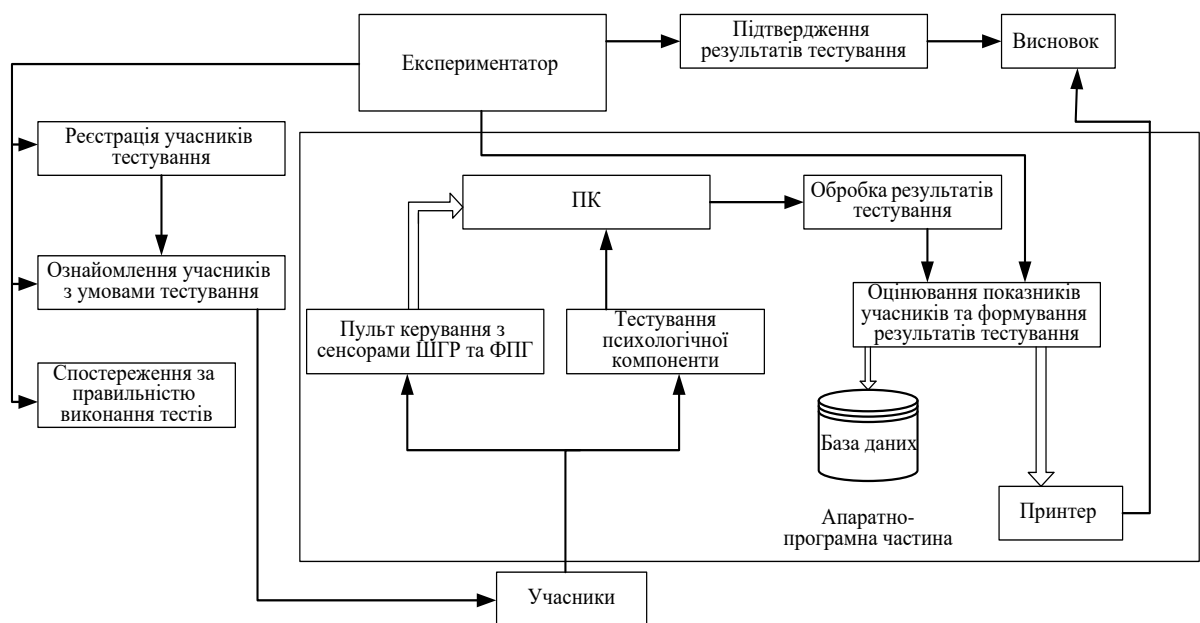 Експериментатор
Підтвердження
результатів тестування
Висновок
Реєстрація учасників
тестування
ПК
Обробка результатів
тестування
Ознайомлення учасників
з умовами тестування
Пульт керування з
сенсорами ШГР та ФПГ
Тестування
психологічної
компоненти
Оцінювання показників
учасників та формування
результатів тестування
Спостереження за
правильністю
виконання тестів
База даних
Принтер
Апаратно-
програмна частина
Учасники